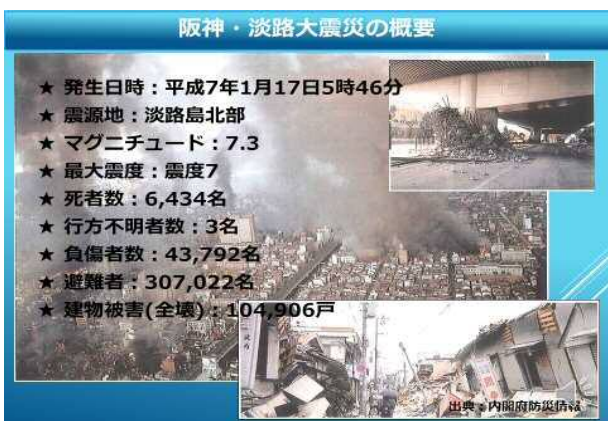 阪神・淡路大震災の概要
★ 発生日時：平成7年1月17日5時46分
★ 震源地：淡路島北部
★ マグニチュード：7.3
★ 最大震度：震度7
★ 死者数：6,434名
★ 行方不明者数：3名
★ 負傷者数：43,792名
★ 避難者：307,022名
★ 建物被害(全壊)：104,906戸
出典：内閣府防災情報